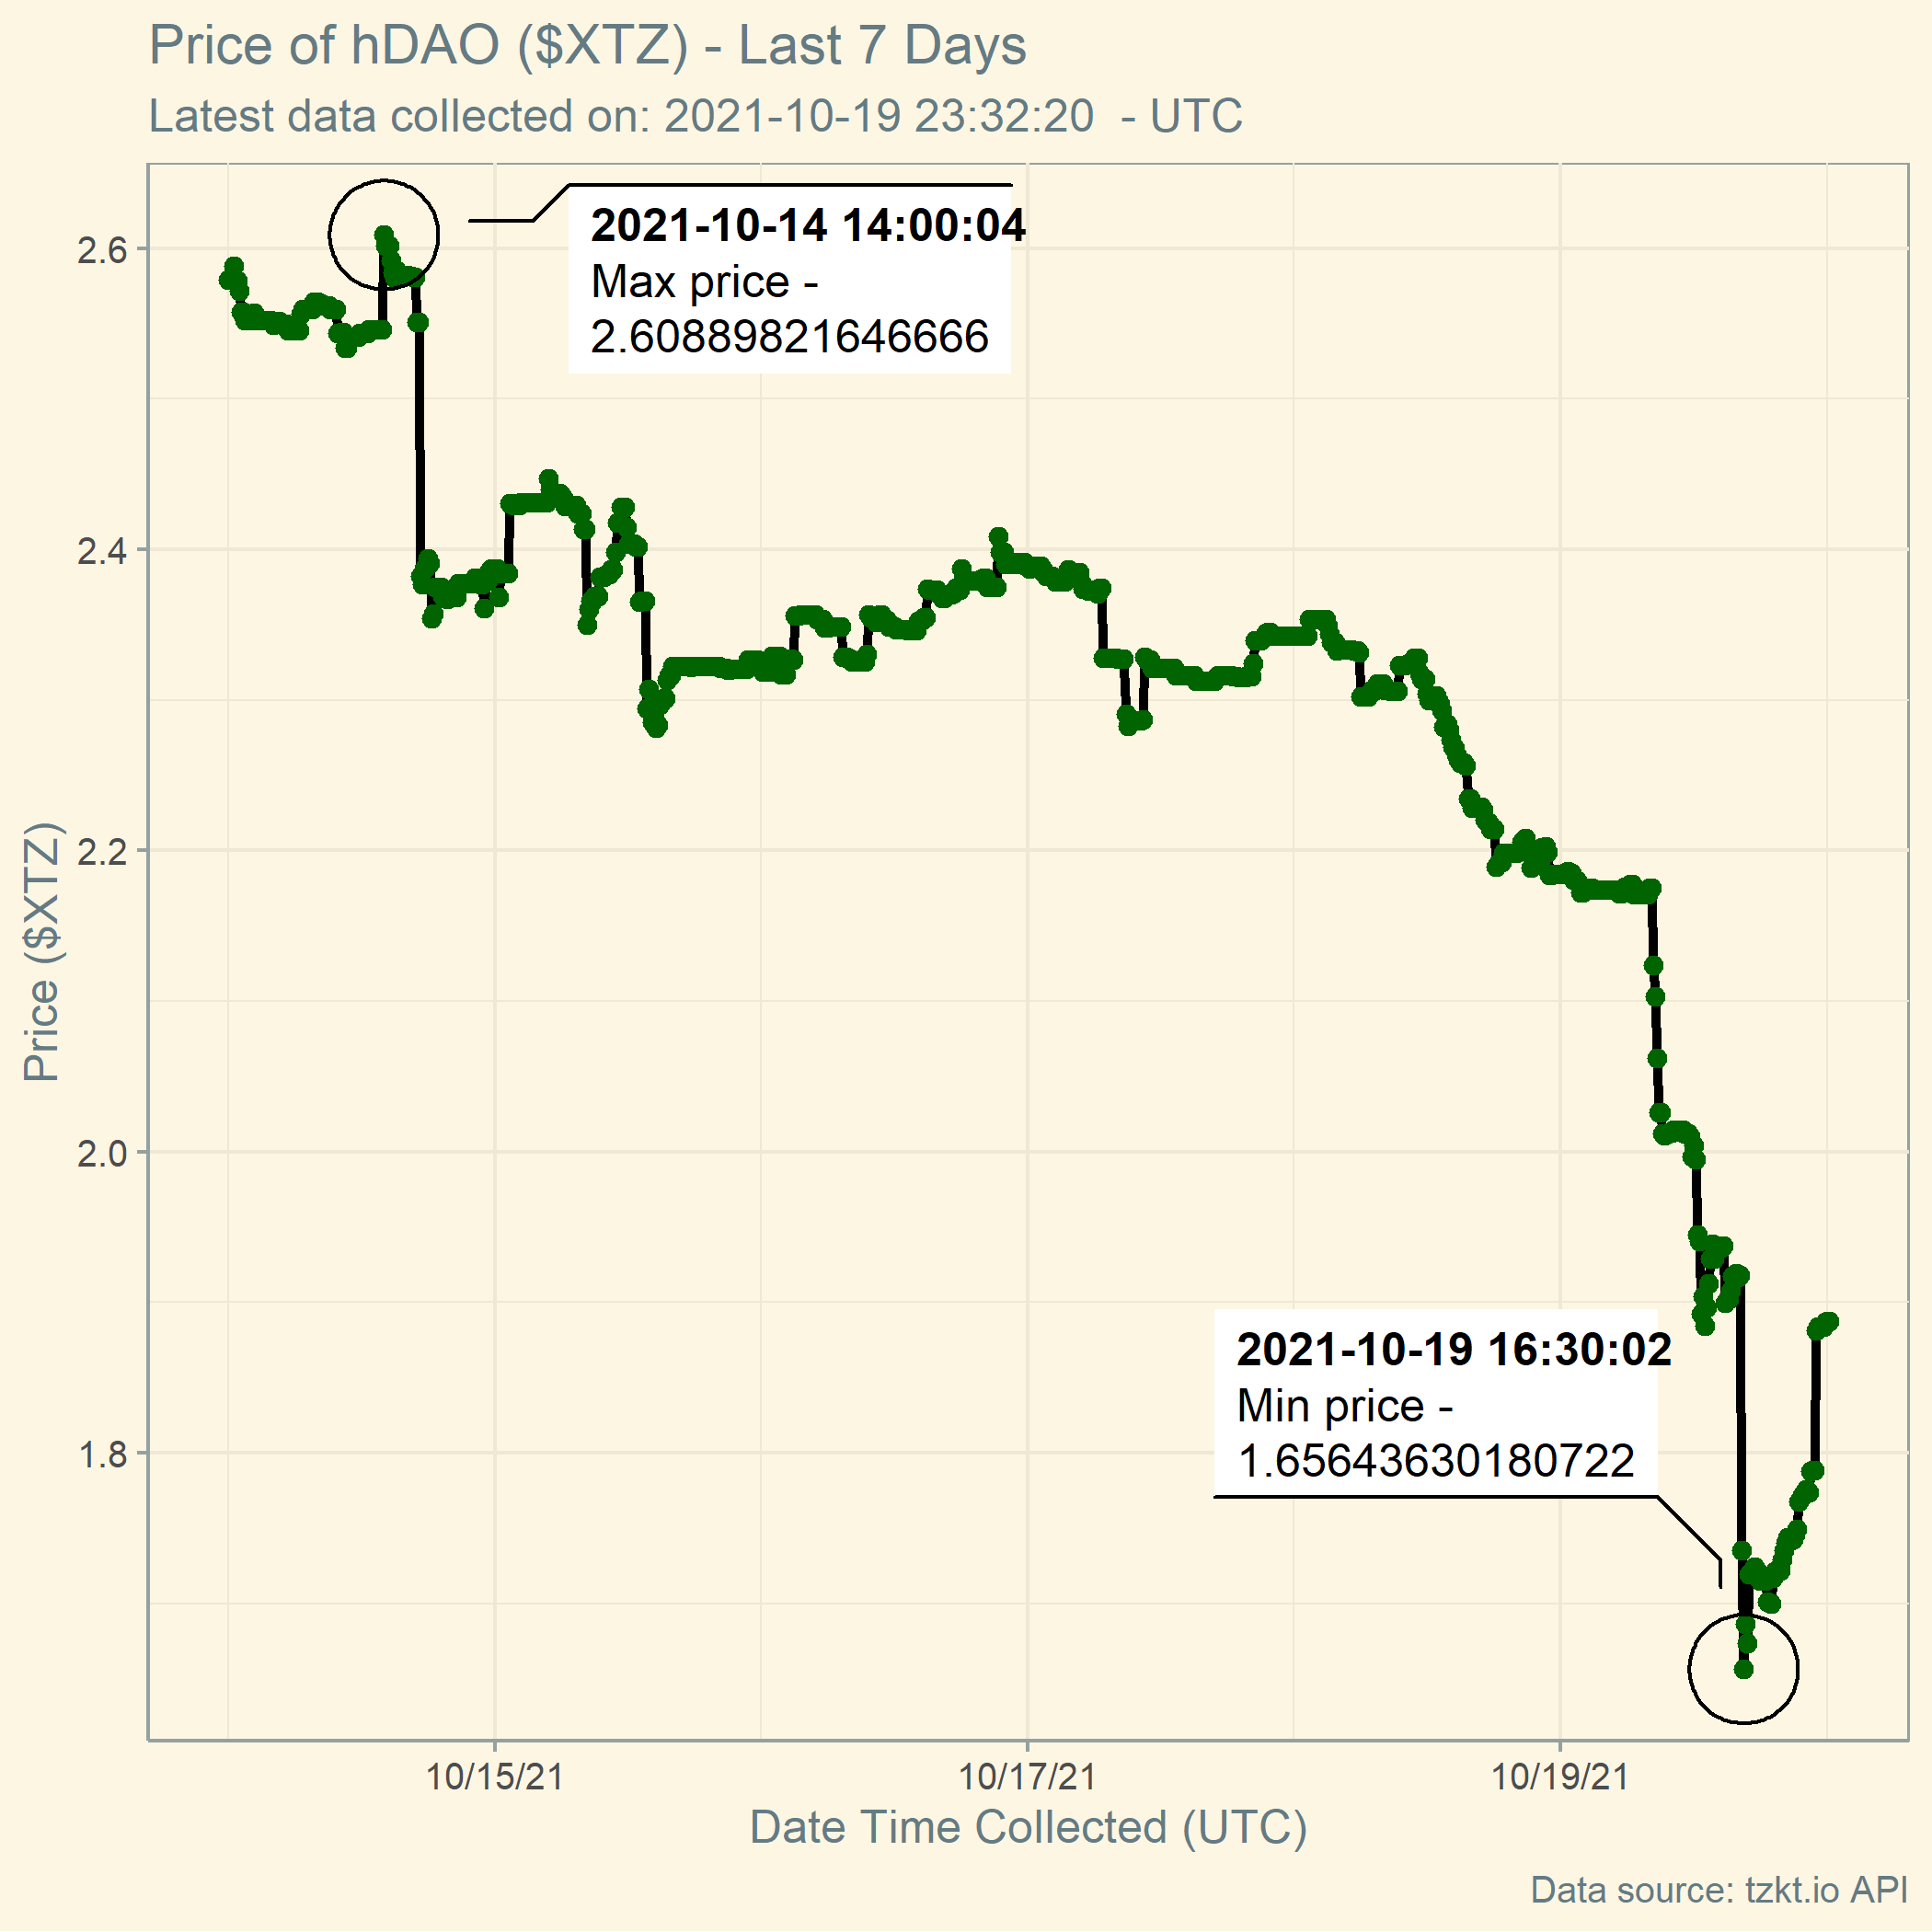 Price of hDAO ($XTZ) - Last 7 Days
Latest data collected on: 2021-10-19 23:32:20  - UTC
2021-10-14 14:00:04
Max price -
2.60889821646666
2.6
2.4
2.2
2.0
1.8
Price ($XTZ)
2021-10-19 16:30:02
Min price -
1.65643630180722
10/15/21
10/17/21
10/19/21
Date Time Collected (UTC)
Data source: tzkt.io API